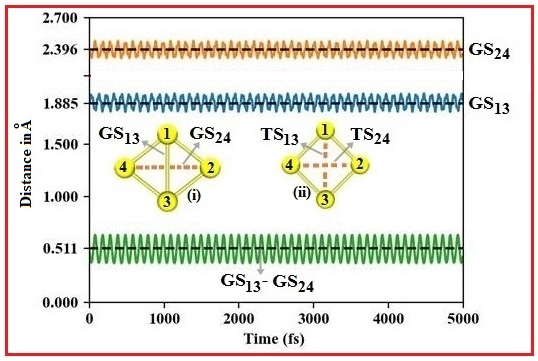 2.700
2.396
GS24
1.885
GS13
1.500
GS13 1 GS24
4 2
3 (i)
TS13 1 TS24
4 2
3 (ii)
1.000
0.511
GS13- GS24
0.000
0 1000 2000 3000 4000 5000
Time (fs)
Distance in Å